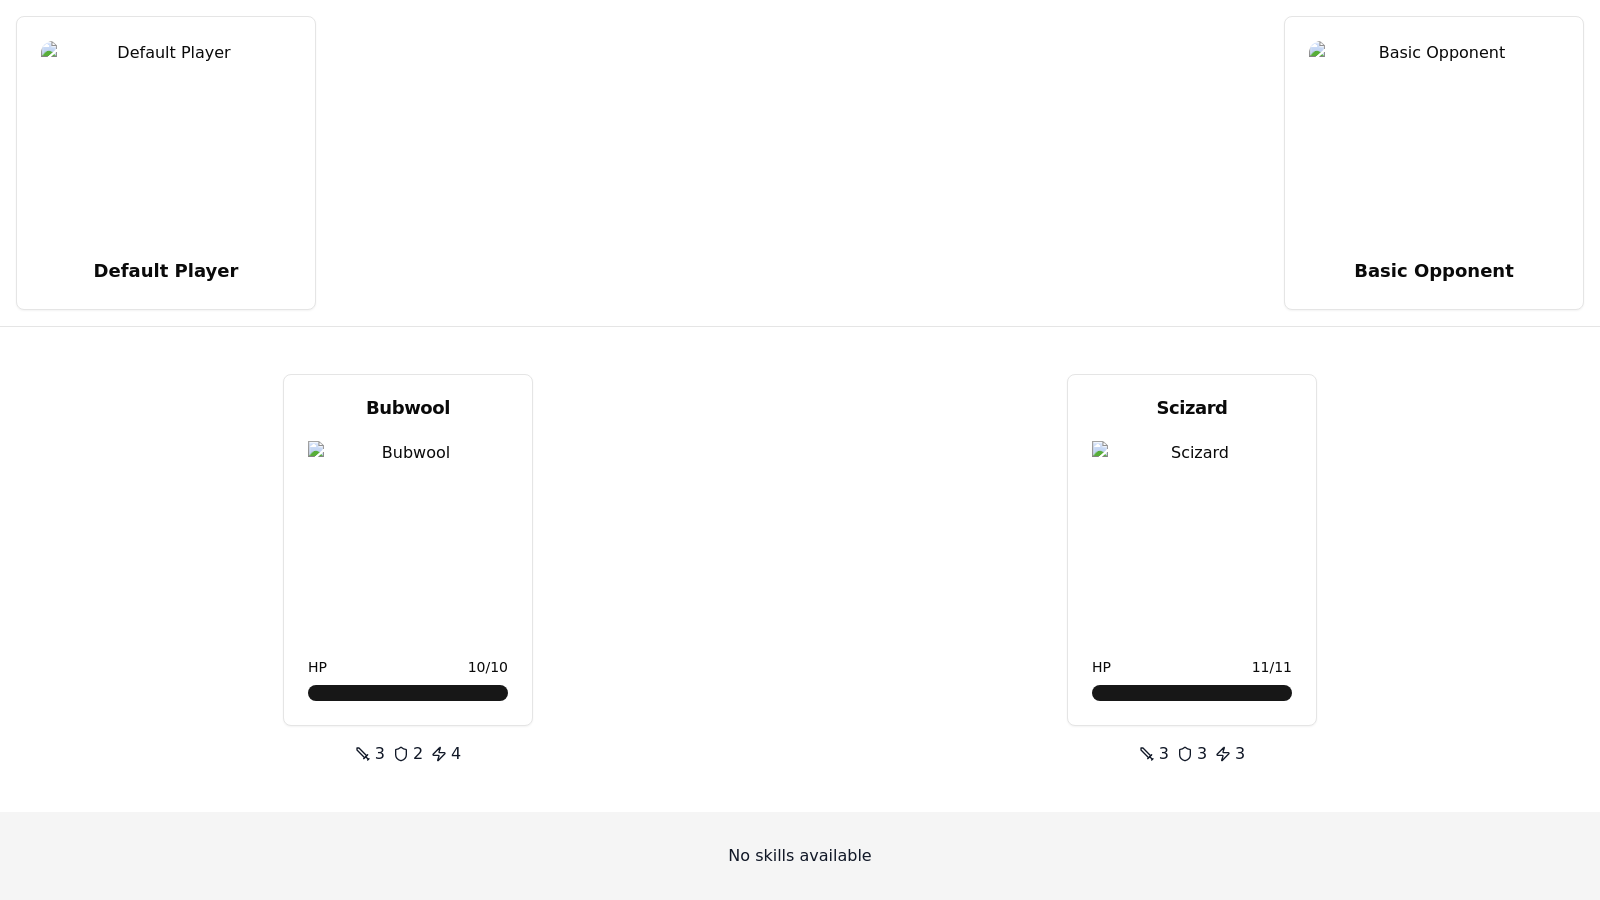 Default Player
Default Player
Basic Opponent
Basic Opponent
Bubwool
Bubwool
HP 10/10
3 2 4
Scizard
Scizard
HP 11/11
3 3 3
No skills available